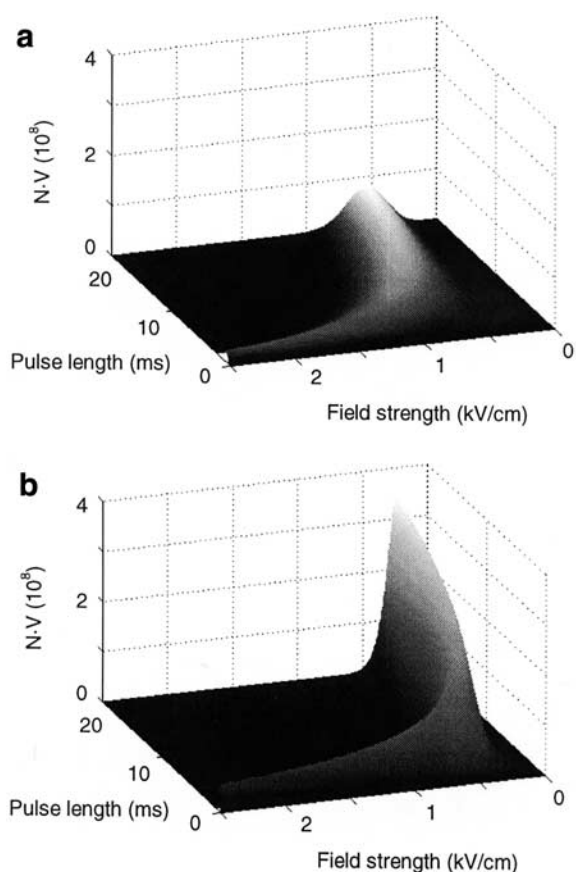 a
4
2
0
N·V (10⁸)
20
10
0
Pulse length (ms)
2
1
0
Field strength (kV/cm)
b
4
2
0
N·V (10⁸)
20
10
0
Pulse length (ms)
2
1
0
Field strength (kV/cm)